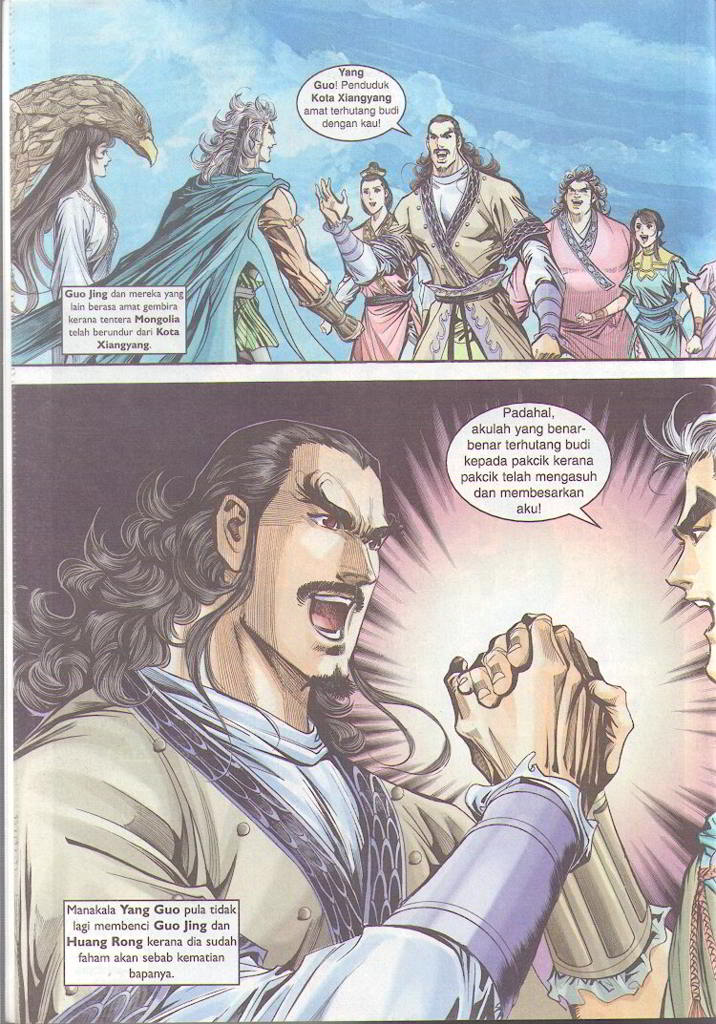 Yang
Guo! Penduduk
Kota Xiangyang
amat terhutang budi
dengan kau!
Guo Jing dan mereka yang
lain berasa amat gembira
kerana tentera Mongolia
telah berundur dari Kota
Xiangyang.
Padahal,
akulah yang benar-
benar terhutang budi
kepada pakcik kerana
pakcik telah mengasuh
dan membesarkan
aku!
Manakala Yang Guo pula tidak
lagi membenci Guo Jing dan
Huang Rong kerana dia sudah
faham akan sebab kematian
bapanya.